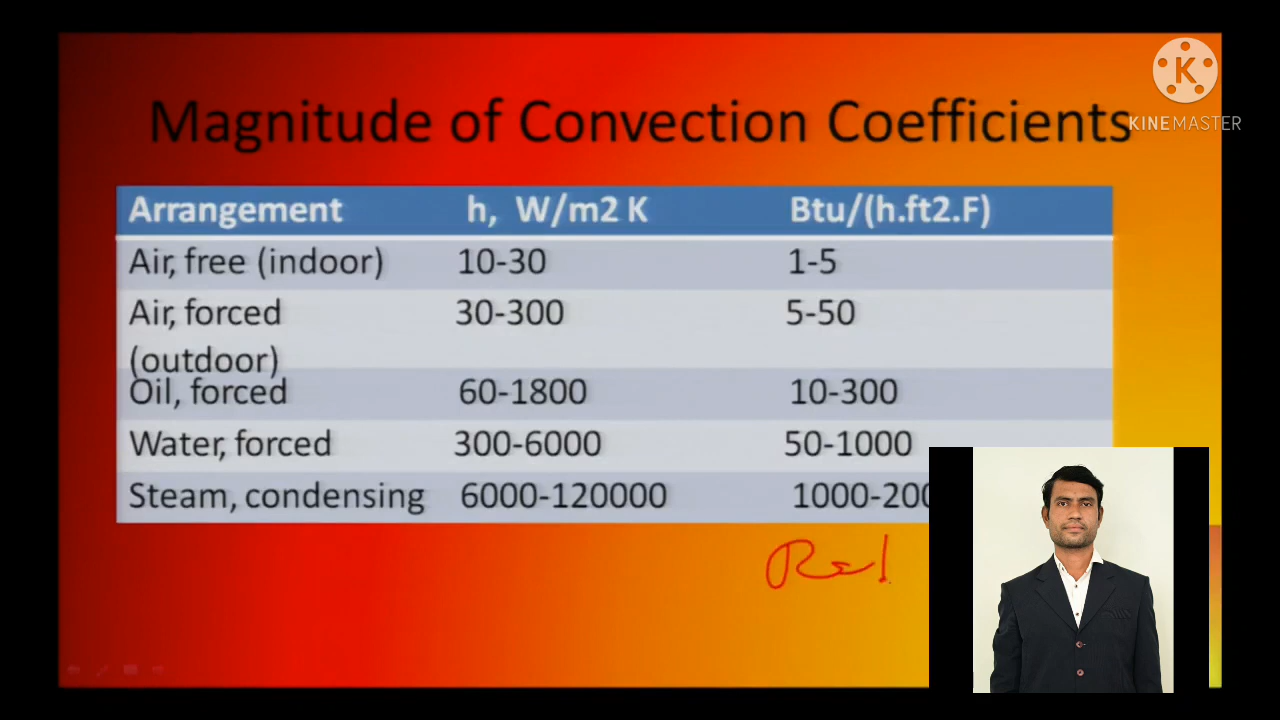 K
KINEMASTER
Magnitude of Convection Coefficients
Arrangement h, W/m2 K Btu/(h.ft2.F)
Air, free (indoor) 10-30 1-5
Air, forced 30-300 5-50
(outdoor)
Oil, forced 60-1800 10-300
Water, forced 300-6000 50-1000
Steam, condensing 6000-120000